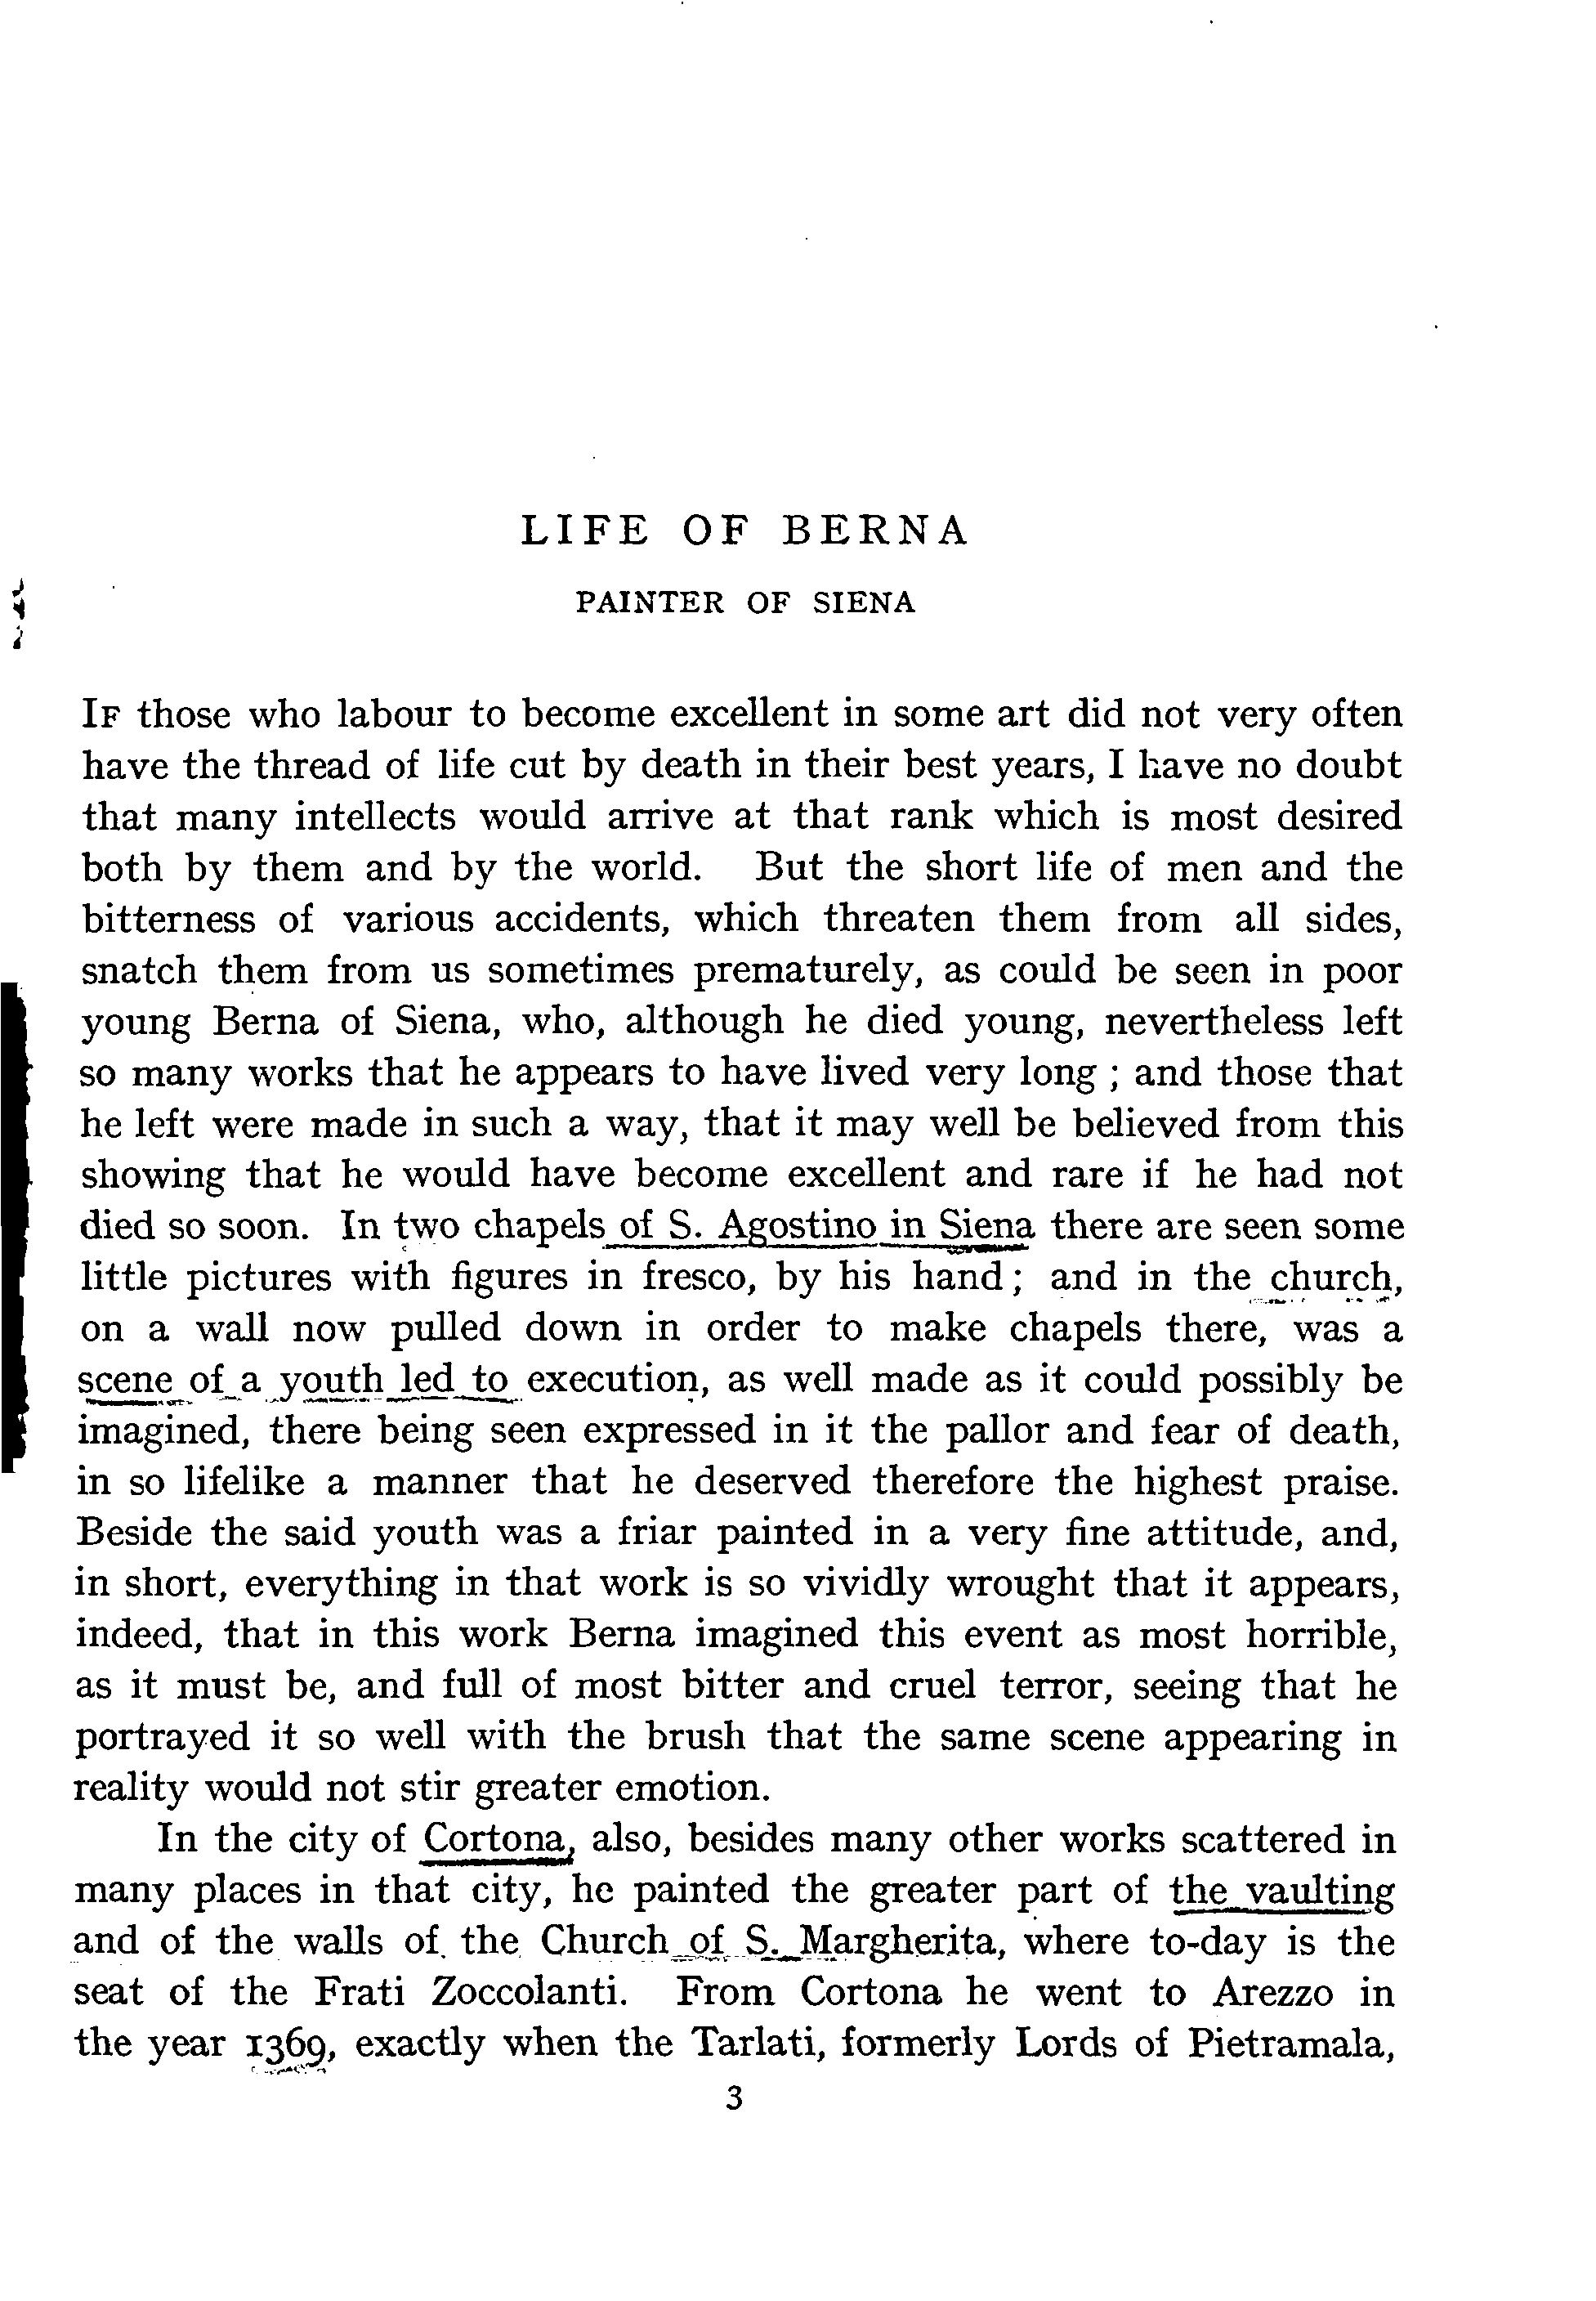 LIFE OF BERNA
PAINTER OF SIENA
IF those who labour to become excellent in some art did not very often
have the thread of life cut by death in their best years, I have no doubt
that many intellects would arrive at that rank which is most desired
both by them and by the world. But the short life of men and the
bitterness of various accidents, which threaten them from all sides,
snatch them from us sometimes prematurely, as could be seen in poor
young Berna of Siena, who, although he died young, nevertheless left
so many works that he appears to have lived very long ; and those that
he left were made in such a way, that it may well be believed from this
showing that he would have become excellent and rare if he had not
died so soon. In two chapels of S. Agostino in Siena there are seen some
little pictures with figures in fresco, by his hand ; and in the church,
on a wall now pulled down in order to make chapels there, was a
scene of a youth led to execution, as well made as it could possibly be
imagined, there being seen expressed in it the pallor and fear of death,
in so lifelike a manner that he deserved therefore the highest praise.
Beside the said youth was a friar painted in a very fine attitude, and,
in short, everything in that work is so vividly wrought that it appears,
indeed, that in this work Berna imagined this event as most horrible,
as it must be, and full of most bitter and cruel terror, seeing that he
portrayed it so well with the brush that the same scene appearing in
reality would not stir greater emotion.
In the city of Cortona, also, besides many other works scattered in
many places in that city, he painted the greater part of the vaulting
and of the walls of the Church of S. Margherita, where to-day is the
seat of the Frati Zoccolanti. From Cortona he went to Arezzo in
the year 1369, exactly when the Tarlati, formerly Lords of Pietramala,
3